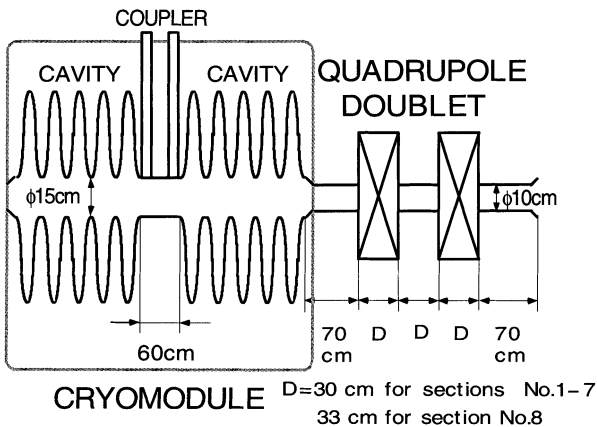 COUPLER
CAVITY
CAVITY
QUADRUPOLE
DOUBLET
ϕ15cm
ϕ10cm
70
cm
D
D
D
70
cm
60cm
CRYOMODULE
D=30 cm for sections No.1-7
33 cm for section No.8